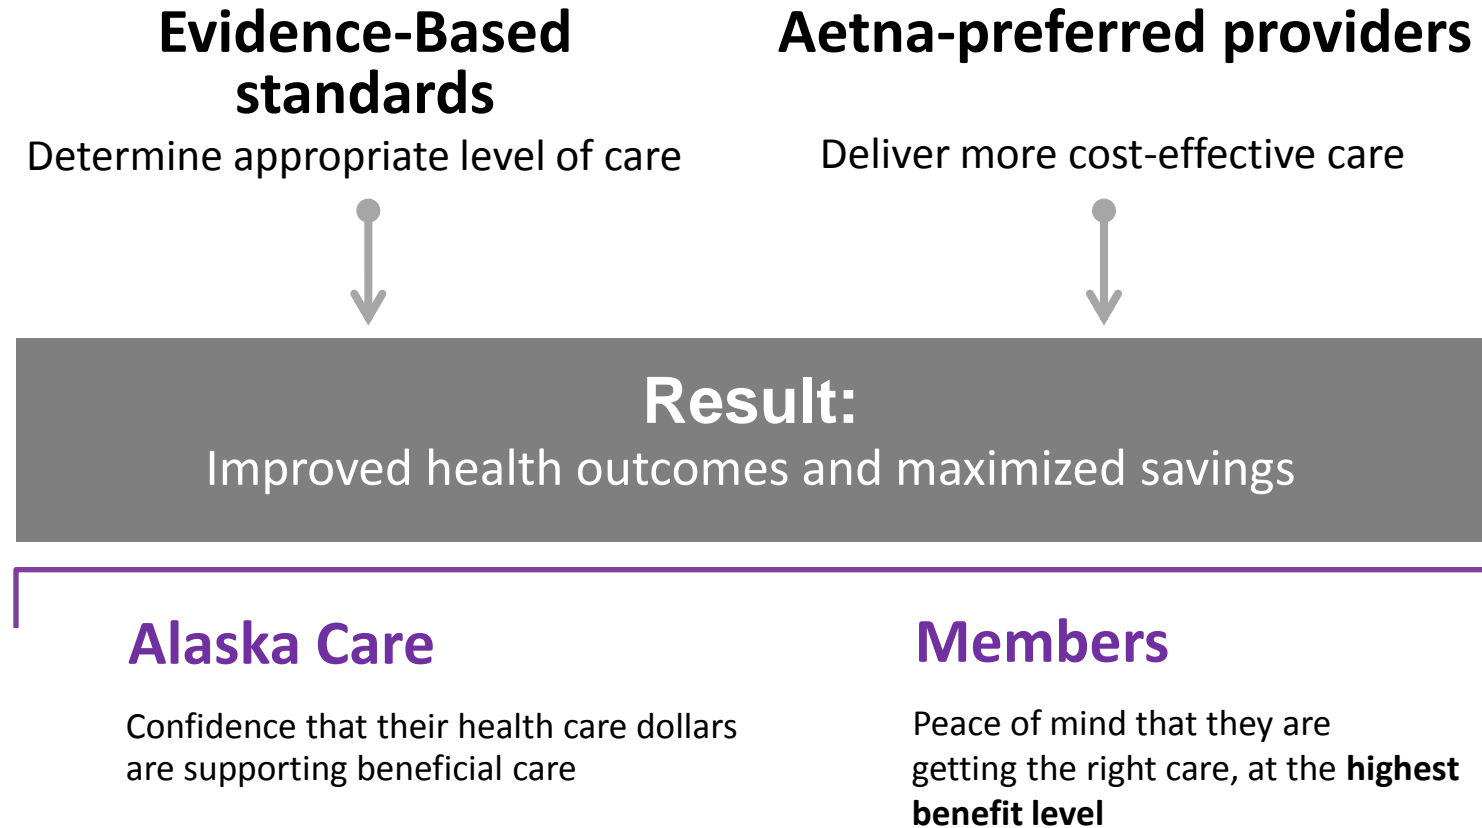 Evidence-Based
standards
Determine appropriate level of care
Aetna-preferred providers
Deliver more cost-effective care
Result:
Improved health outcomes and maximized savings
Alaska Care
Confidence that their health care dollars
are supporting beneficial care
Members
Peace of mind that they are
getting the right care, at the highest
benefit level